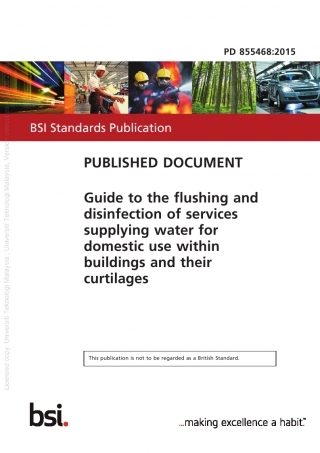 PD 855468:2015
BSI Standards Publication
PUBLISHED DOCUMENT
Guide to the flushing and
disinfection of services
supplying water for
domestic use within
buildings and their
curtilages
This publication is not to be regarded as a British Standard.
bsi.
...making excellence a habit.™
Licensed copy: Universiti Teknologi Malaysia, Universiti Teknologi Malaysia, Version